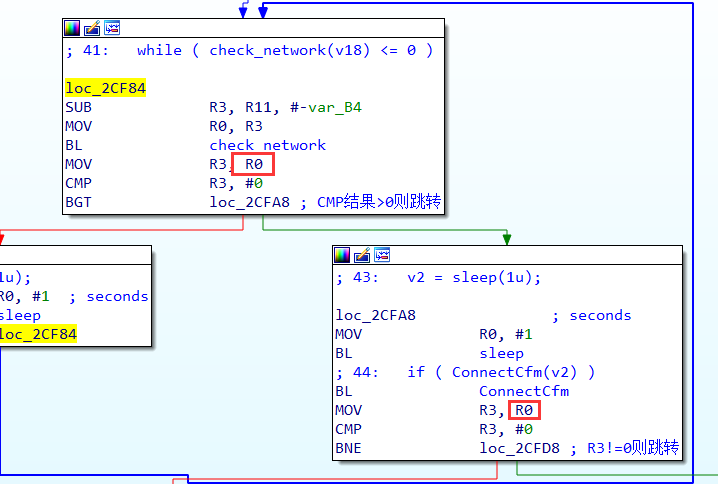 ; 41:   while ( check_network(v18) <= 0 )
loc_2CF84
SUB R3, R11, #-var_B4
MOV R0, R3
BL check_network
MOV R3, R0
CMP R3, #0
BGT loc_2CFA8 ; CMP结果>0则跳转
1u);
R0, #1 ; seconds
sleep
loc_2CF84
; 43:   v2 = sleep(1u);
loc_2CFA8 ; seconds
MOV R0, #1
BL sleep
; 44:   if ( ConnectCfm(v2) )
BL ConnectCfm
MOV R3, R0
CMP R3, #0
BNE loc_2CFD8 ; R3!=0则跳转